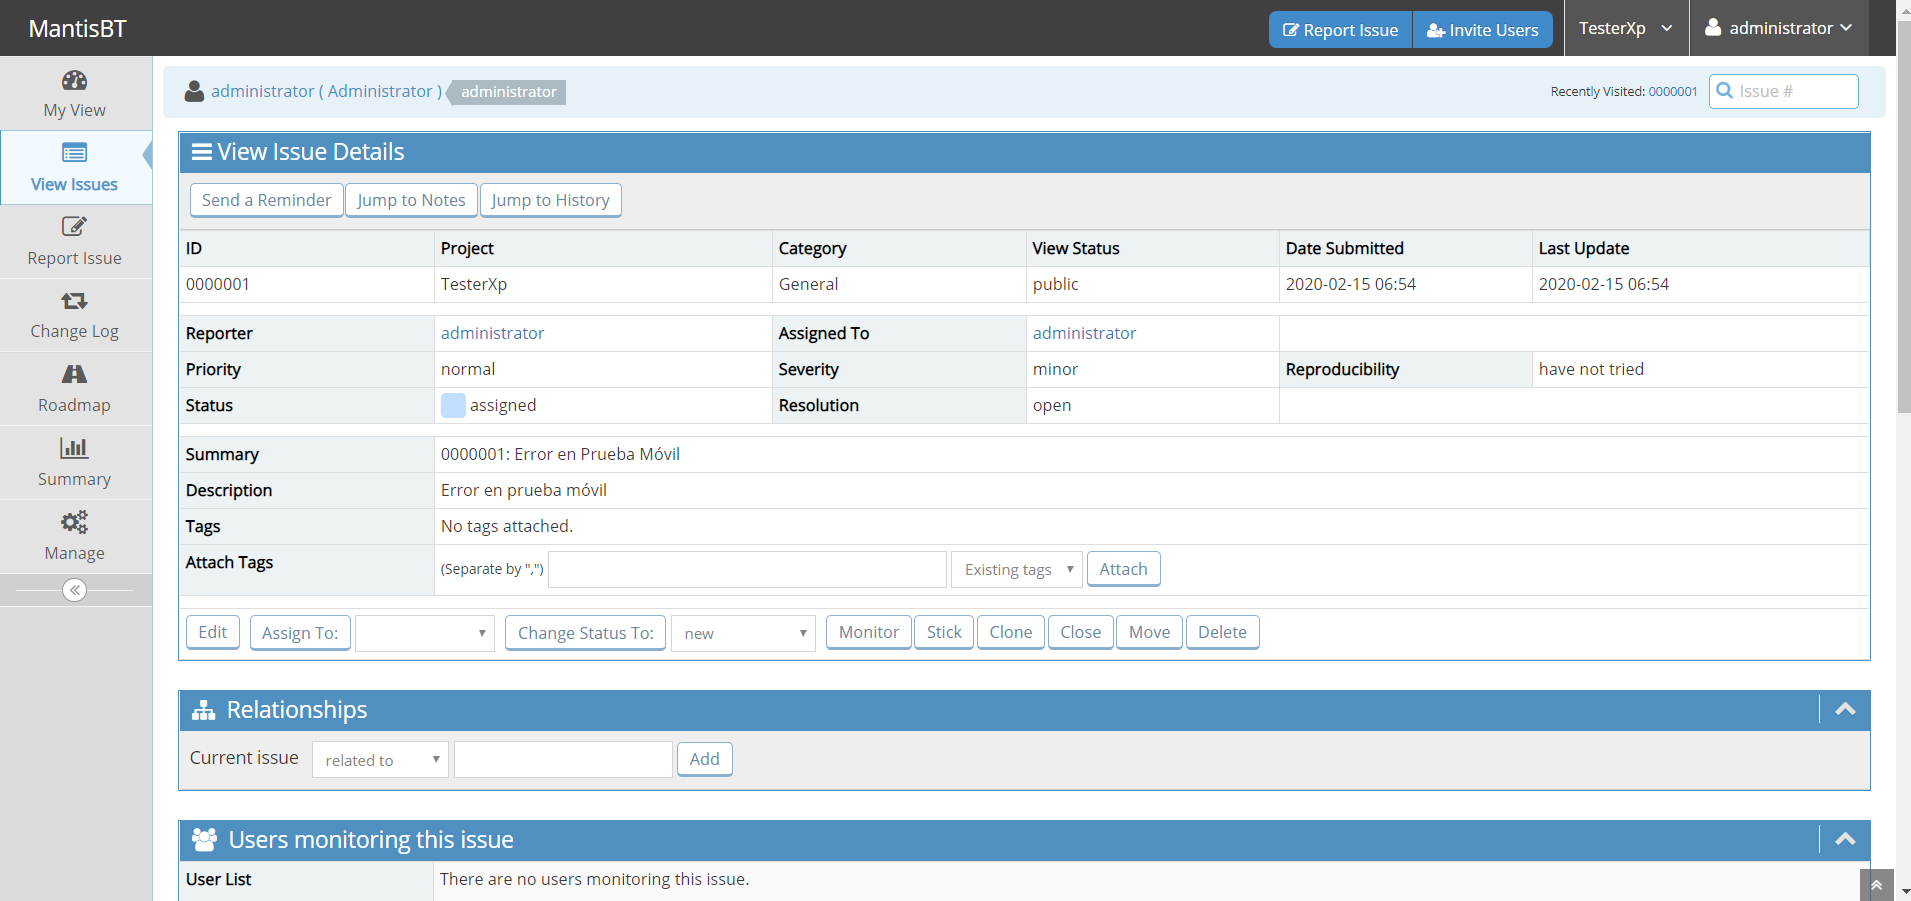 MantisBT
Report Issue
Invite Users
TesterXp
administrator
My View
View Issues
Report Issue
Change Log
Roadmap
Summary
Manage
administrator ( Administrator )
administrator
Recently Visited: 0000001
Issue #
View Issue Details
Send a Reminder
Jump to Notes
Jump to History
ID Project Category View Status Date Submitted Last Update
0000001 TesterXp General public 2020-02-15 06:54 2020-02-15 06:54
Reporter administrator Assigned To administrator
Priority normal Severity minor Reproducibility have not tried
Status assigned Resolution open
Summary 0000001: Error en Prueba Móvil
Description Error en prueba móvil
Tags No tags attached.
Attach Tags (Separate by ",") Existing tags Attach
Edit Assign To: Change Status To: new Monitor Stick Clone Close Move Delete
Relationships
Current issue related to Add
Users monitoring this issue
User List There are no users monitoring this issue.